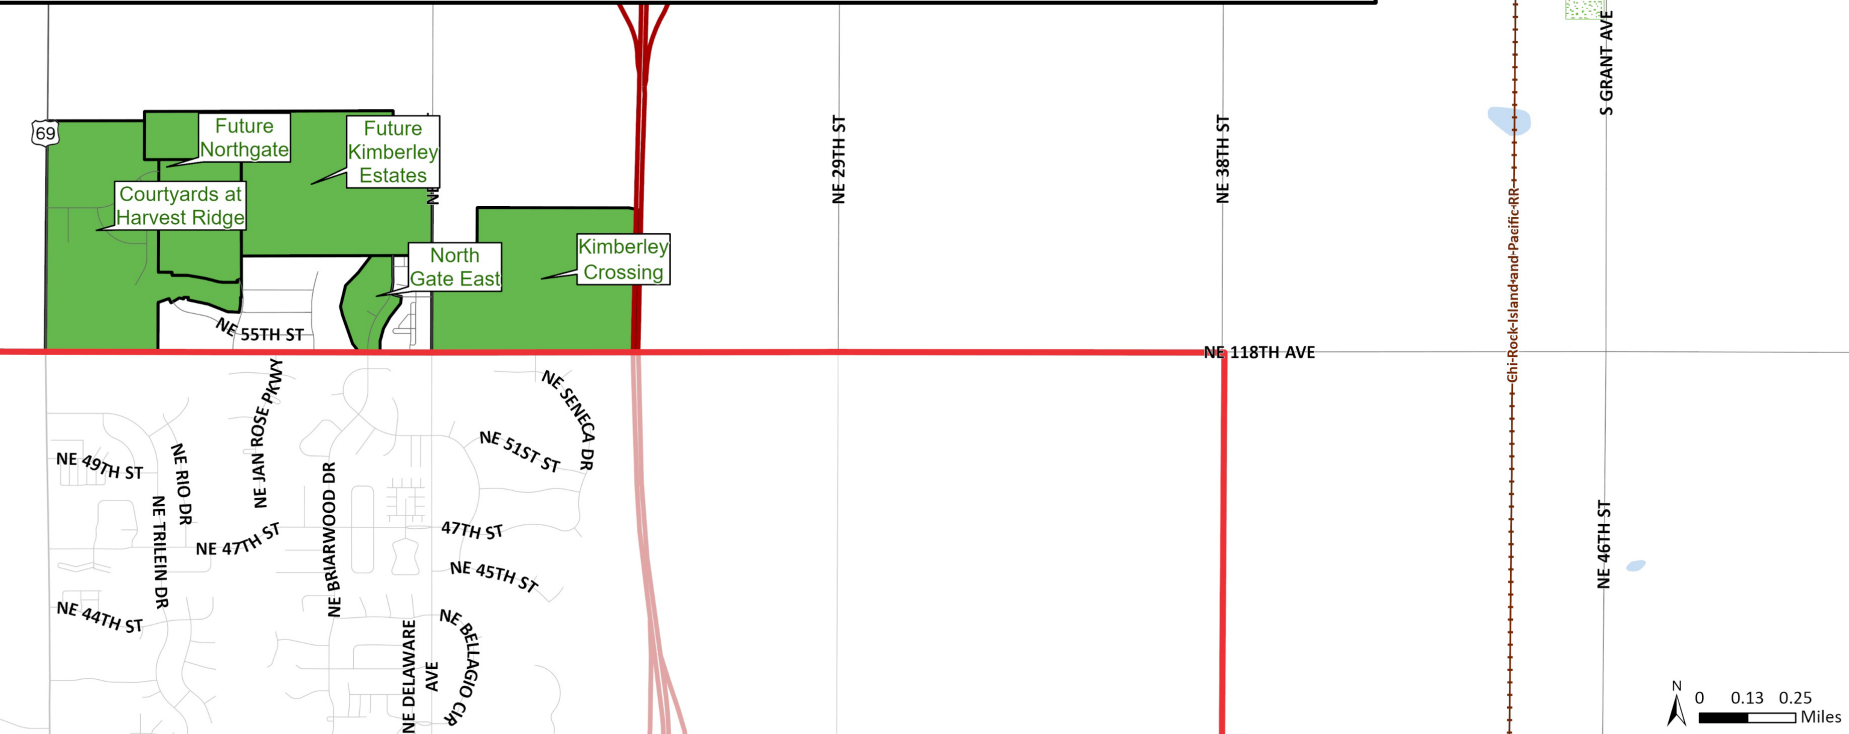 S GRANT AVE
69
Future
Northgate
Future
Kimberley
Estates
NE
NE 29TH ST
NE 38TH ST
Courtyards at
Harvest Ridge
North
Gate East
Kimberley
Crossing
Chi-Rock-Island-and-Pacific-RR
NE 55TH ST
NE 118TH AVE
NE JAN ROSE PKWY
NE SENECA DR
NE 51ST ST
NE 49TH ST
NE RIO DR
NE TRILEIN DR
NE BRIARWOOD DR
NE 47TH ST
47TH ST
NE 45TH ST
NE 46TH ST
NE 44TH ST
NE BELLAGIO CIR
NE DELAWARE
AVE
N
0 0.13 0.25
Miles